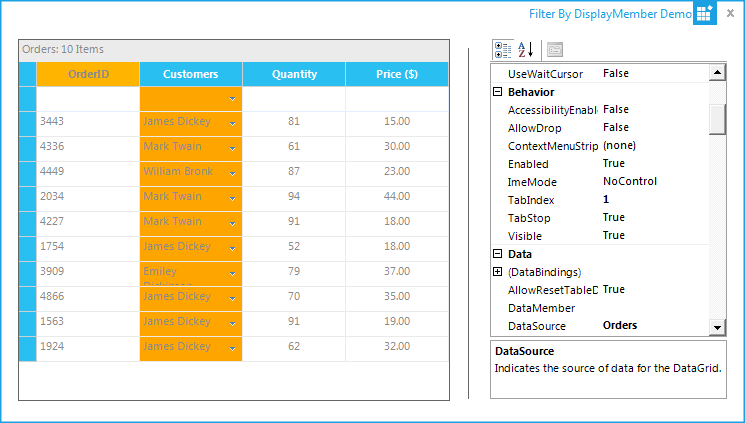 Filter By DisplayMember Demo
Orders: 10 Items
OrderID Customers Quantity Price ($)
3443 James Dickey 81 15.00
4336 Mark Twain 61 30.00
4449 William Bronk 87 23.00
2034 Mark Twain 94 44.00
4227 Mark Twain 91 18.00
1754 James Dickey 52 18.00
3909 Emiley 79 37.00
4866 James Dickey 70 35.00
1563 James Dickey 91 19.00
1924 James Dickey 62 32.00
UseWaitCursor False
Behavior
AccessibilityEnabl False
AllowDrop False
ContextMenuStrip (none)
Enabled True
ImeMode NoControl
TabIndex 1
TabStop True
Visible True
Data
(DataBindings)
AllowResetTableD True
DataMember
DataSource Orders
DataSource
Indicates the source of data for the DataGrid.